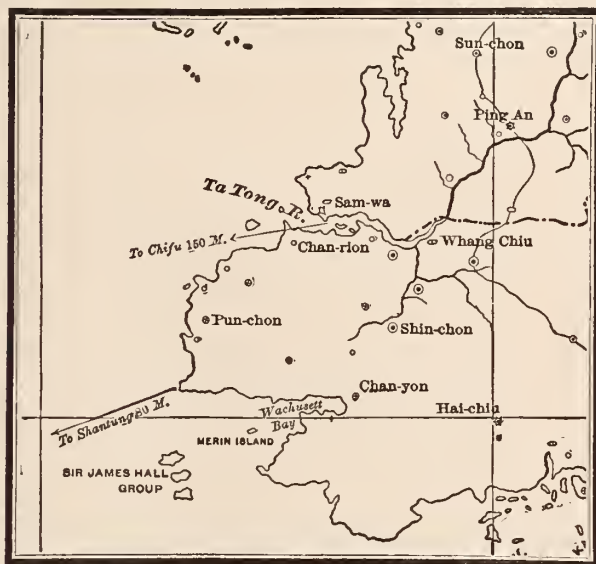 Sun-chon
Ping An
Ta Tong R.
Sam-wa
To Chifu 150 M.
Chan-rion
Whang Chiu
Pun-chon
Shin-chon
Chan-yon
Wachusett
Bay
Hai-chiu
To Shantung 80 M.
MERIN ISLAND
SIR JAMES HALL
GROUP